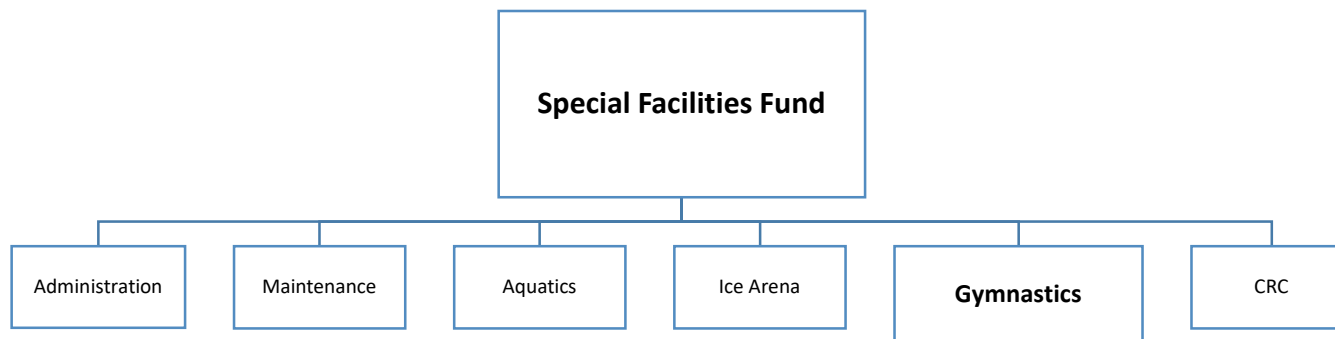 Special Facilities Fund
Administration
Maintenance
Aquatics
Ice Arena
Gymnastics
CRC